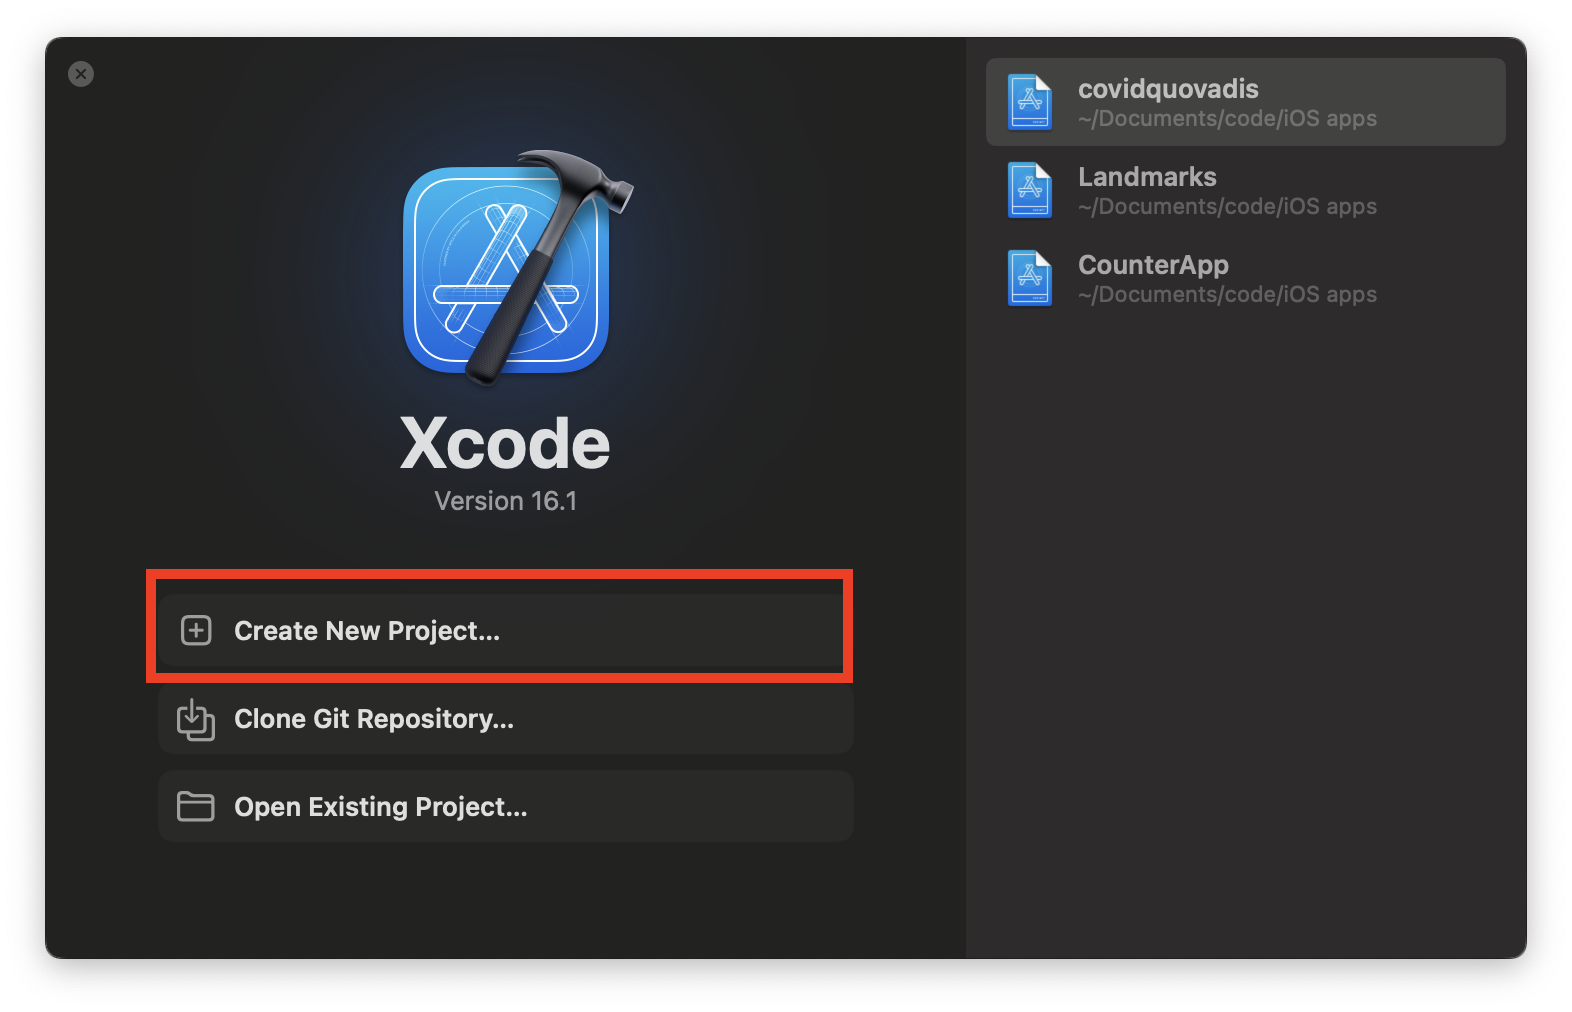 Xcode
Version 16.1
Create New Project...
Clone Git Repository...
Open Existing Project...
covidquovadis
~/Documents/code/iOS apps
Landmarks
~/Documents/code/iOS apps
CounterApp
~/Documents/code/iOS apps